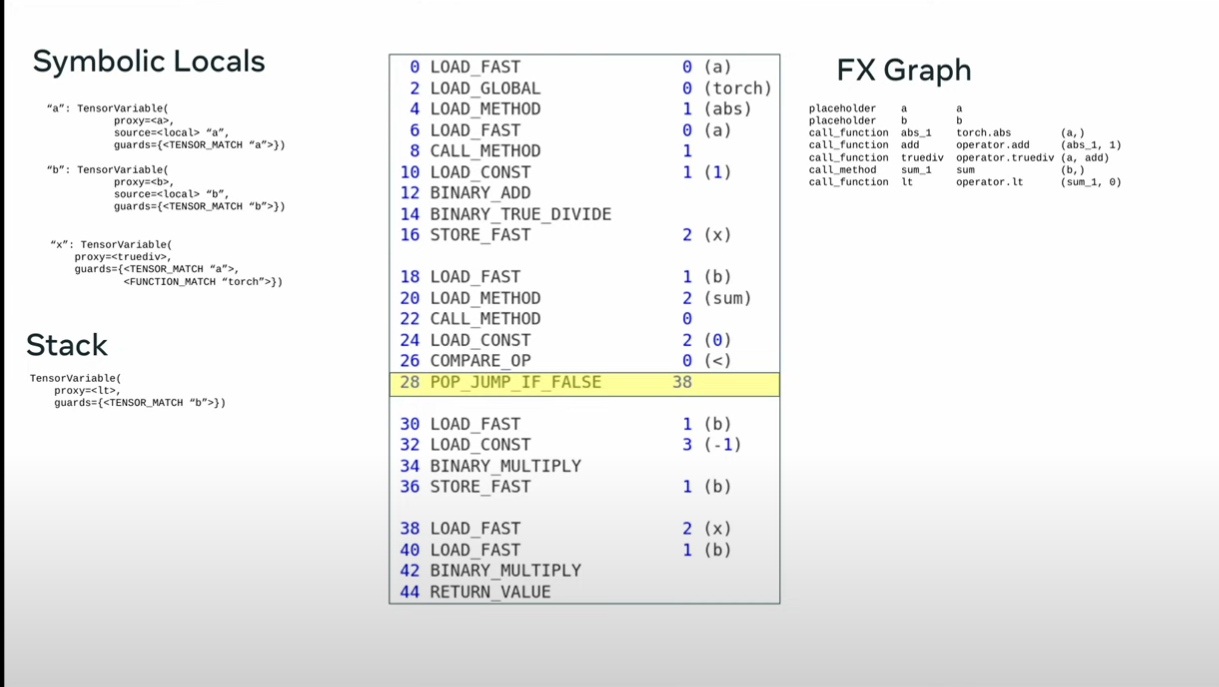 Symbolic Locals
“a”: TensorVariable(
proxy=<a>,
source=<local> “a”,
guards={<TENSOR_MATCH “a”>})
“b”: TensorVariable(
proxy=<b>,
source=<local> “b”,
guards={<TENSOR_MATCH “b”>})
“x”: TensorVariable(
proxy=<truediv>,
guards={<TENSOR_MATCH “a”>,
<FUNCTION_MATCH “torch”>})
Stack
TensorVariable(
proxy=<lt>,
guards={<TENSOR_MATCH “b”>})
0 LOAD_FAST 0 (a)
2 LOAD_GLOBAL 0 (torch)
4 LOAD_METHOD 1 (abs)
6 LOAD_FAST 0 (a)
8 CALL_METHOD 1
10 LOAD_CONST 1 (1)
12 BINARY_ADD
14 BINARY_TRUE_DIVIDE
16 STORE_FAST 2 (x)
18 LOAD_FAST 1 (b)
20 LOAD_METHOD 2 (sum)
22 CALL_METHOD 0
24 LOAD_CONST 2 (0)
26 COMPARE_OP 0 (<)
28 POP_JUMP_IF_FALSE 38
30 LOAD_FAST 1 (b)
32 LOAD_CONST 3 (-1)
34 BINARY_MULTIPLY
36 STORE_FAST 1 (b)
38 LOAD_FAST 2 (x)
40 LOAD_FAST 1 (b)
42 BINARY_MULTIPLY
44 RETURN_VALUE
FX Graph
placeholder a a
placeholder b b
call_function abs_1 torch.abs (a,)
call_function add operator.add (abs_1, 1)
call_function truediv operator.truediv (a, add)
call_method sum_1 sum (b,)
call_function lt operator.lt (sum_1, 0)